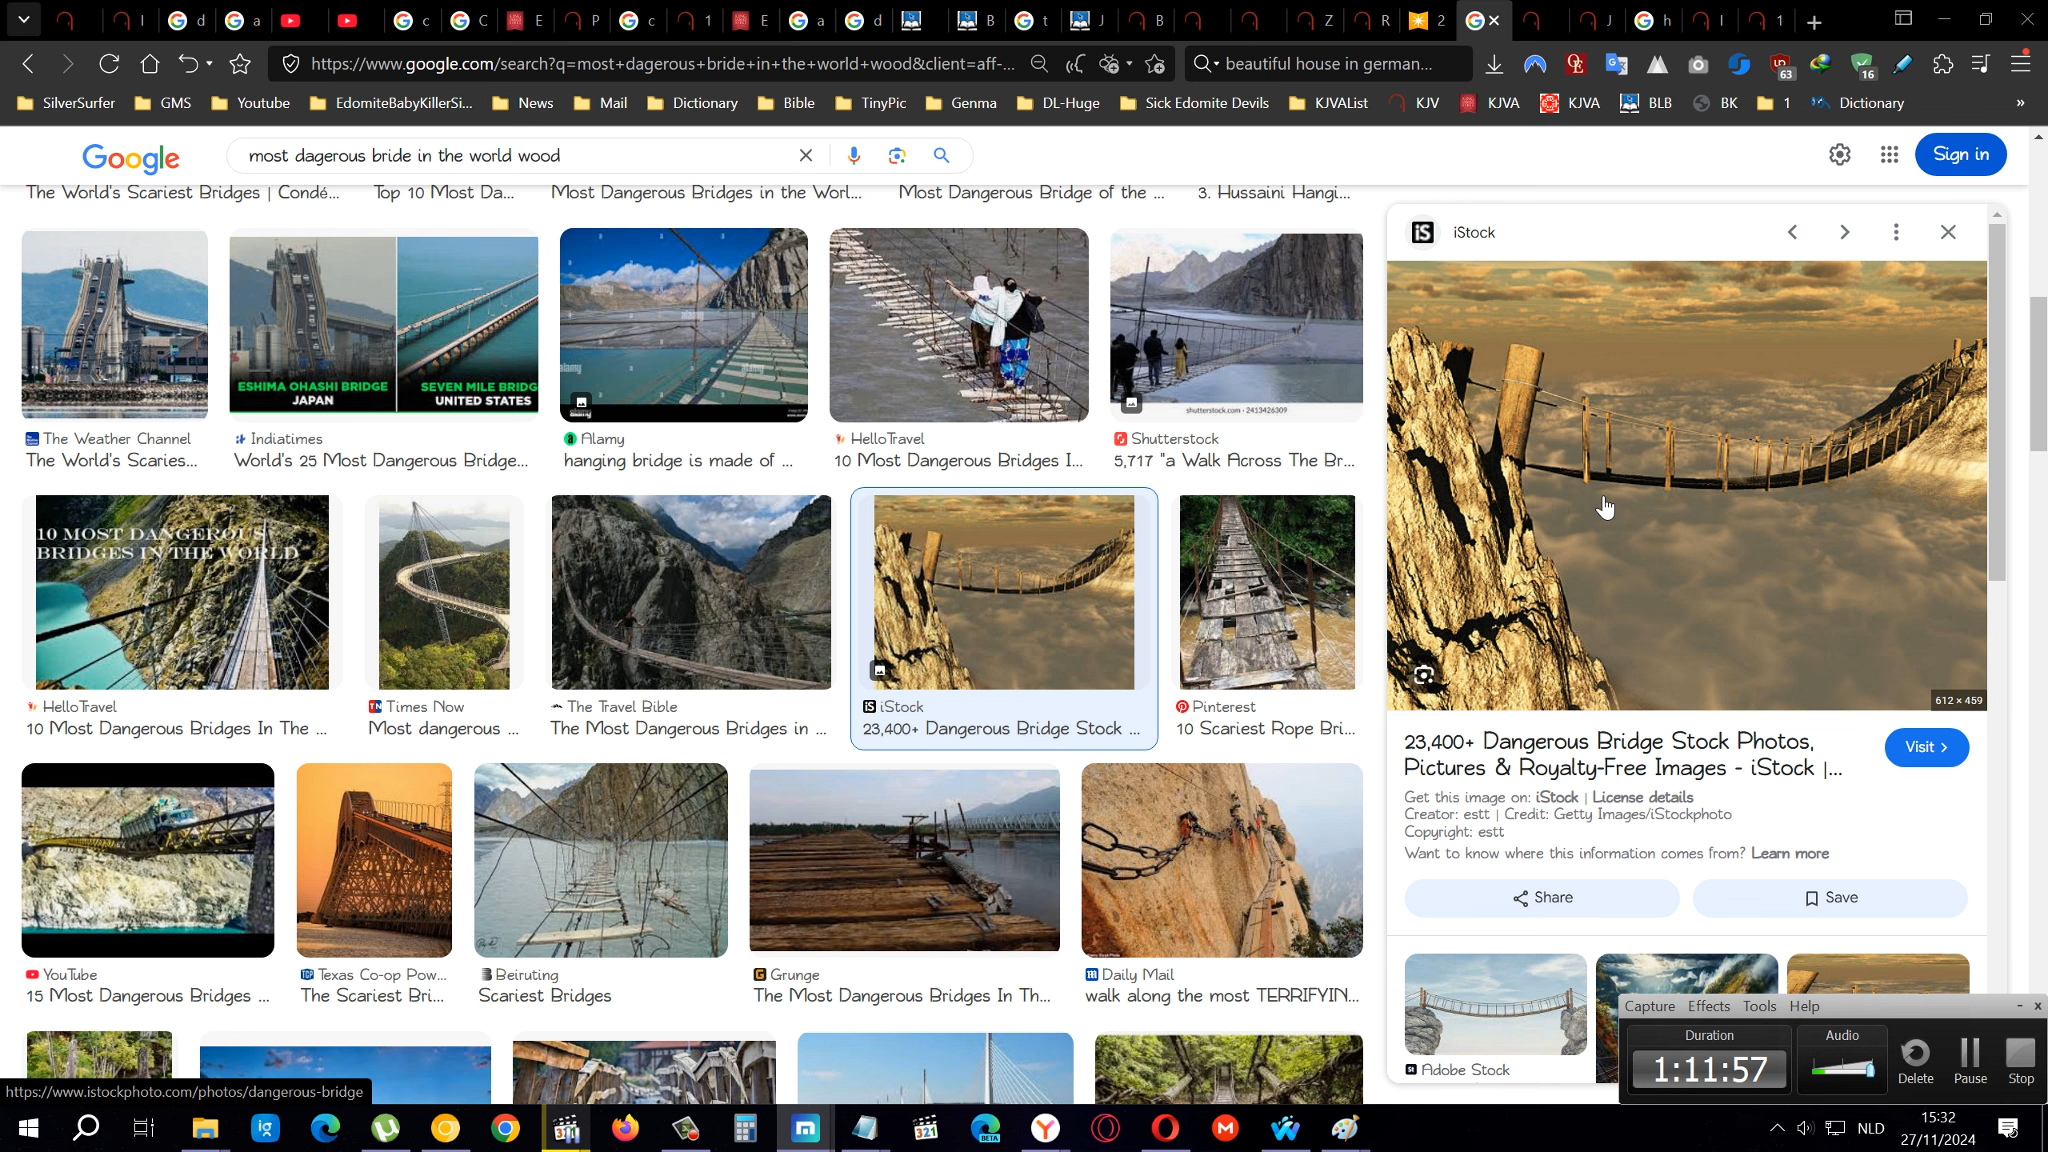 d
a
c
C
E
P
c
1
E
a
d
B
t
J
B
Z
R
2
J
h
I
1
https://www.google.com/search?q=most+dagerous+bride+in+the+world+wood&client=aff-...
beautiful house in german...
63
16
SilverSurfer
GMS
Youtube
EdomiteBabyKillerSi...
News
Mail
Dictionary
Bible
TinyPic
Genma
DL-Huge
Sick Edomite Devils
KJVAList
KJV
KJVA
KJVA
BLB
BK
1
Dictionary
»
Google
most dagerous bride in the world wood
Sign in
The World's Scariest Bridges | Condé...
Top 10 Most Da...
Most Dangerous Bridges in the Worl...
Most Dangerous Bridge of the ...
3. Hussaini Hangi...
ESHIMA OHASHI BRIDGE
JAPAN
SEVEN MILE BRIDG
UNITED STATES
alamy
shutterstock.com · 2413426309
The Weather Channel
The World's Scaries...
Indiatimes
World's 25 Most Dangerous Bridge...
Alamy
hanging bridge is made of ...
HelloTravel
10 Most Dangerous Bridges I...
Shutterstock
5,717 "a Walk Across The Br...
10 MOST DANGEROUS
BRIDGES IN THE WORLD
HelloTravel
10 Most Dangerous Bridges In The ...
Times Now
Most dangerous ...
The Travel Bible
The Most Dangerous Bridges in ...
iStock
23,400+ Dangerous Bridge Stock ...
Pinterest
10 Scariest Rope Bri...
YouTube
15 Most Dangerous Bridges ...
Texas Co-op Pow...
The Scariest Bri...
Beiruting
Scariest Bridges
Grunge
The Most Dangerous Bridges In Th...
Daily Mail
walk along the most TERRIFYIN...
iS
iStock
612 × 459
23,400+ Dangerous Bridge Stock Photos,
Pictures & Royalty-Free Images - iStock |...
Visit >
Get this image on: iStock | License details
Creator: estt | Credit: Getty Images/iStockphoto
Copyright: estt
Want to know where this information comes from? Learn more
Share
Save
Adobe Stock
Capture Effects Tools Help
Duration
1:11:57
Audio
Delete
Pause
Stop
https://www.istockphoto.com/photos/dangerous-bridge
ig
321
BETA
NLD
15:32
27/11/2024